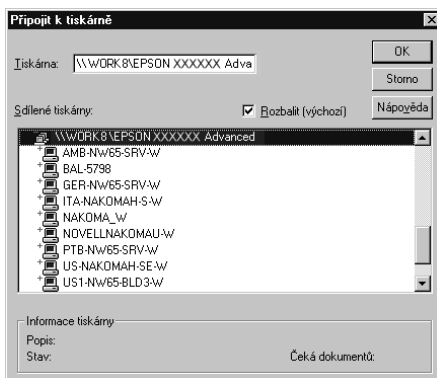 Připojit k tiskárně
Tiskárna: \\WORK8\EPSON XXXXXX Adva
OK
Storno
Sdílené tiskárny:
Rozbalit (výchozí)
Nápověda
\\WORK8\EPSON XXXXXX Advanced
AMB-NW65-SRV-W
BAL-5798
GER-NW65-SRV-W
ITA-NAKOMAH-S-W
NAKOMA_W
NOVELLNAKOMAU-W
PTB-NW65-SRV-W
US-NAKOMAH-SE-W
US1-NW65-BLD3-W
Informace tiskárny
Popis:
Stav:
Čeká dokumentů: